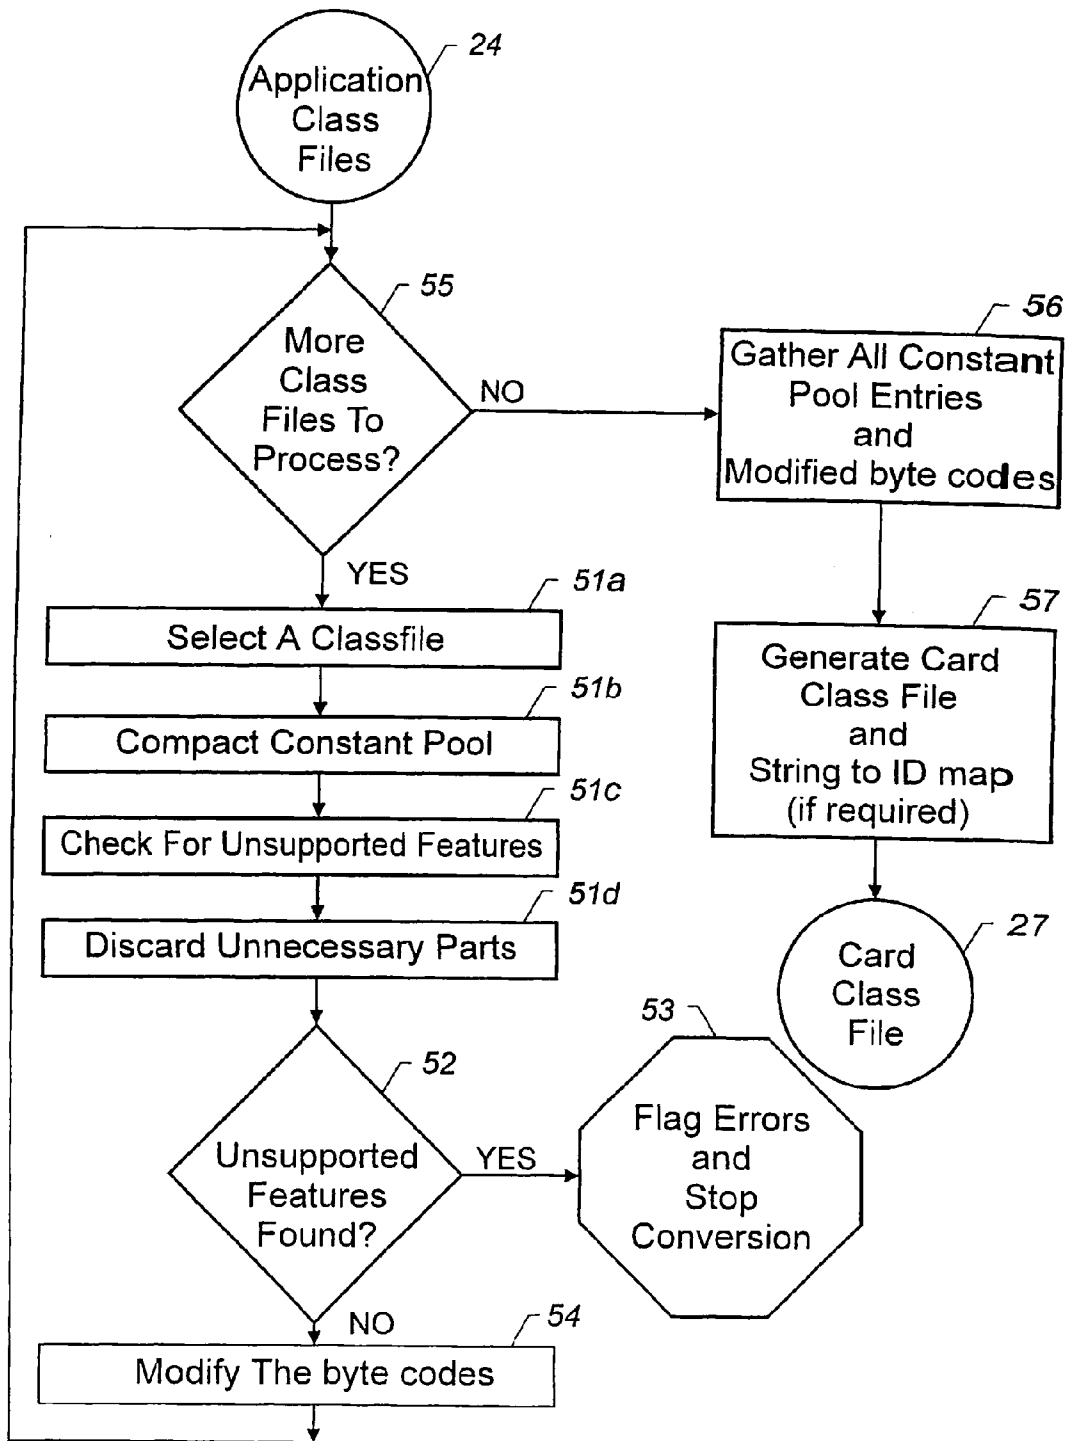 24
Application
Class
Files
55
More
Class
Files To
Process?
NO
YES
56
Gather All Constant
Pool Entries
and
Modified byte codes
51a
Select A Classfile
51b
Compact Constant Pool
51c
Check For Unsupported Features
51d
Discard Unnecessary Parts
57
Generate Card
Class File
and
String to ID map
(if required)
27
Card
Class
File
52
Unsupported
Features
Found?
YES
NO
53
Flag Errors
and
Stop
Conversion
54
Modify The byte codes